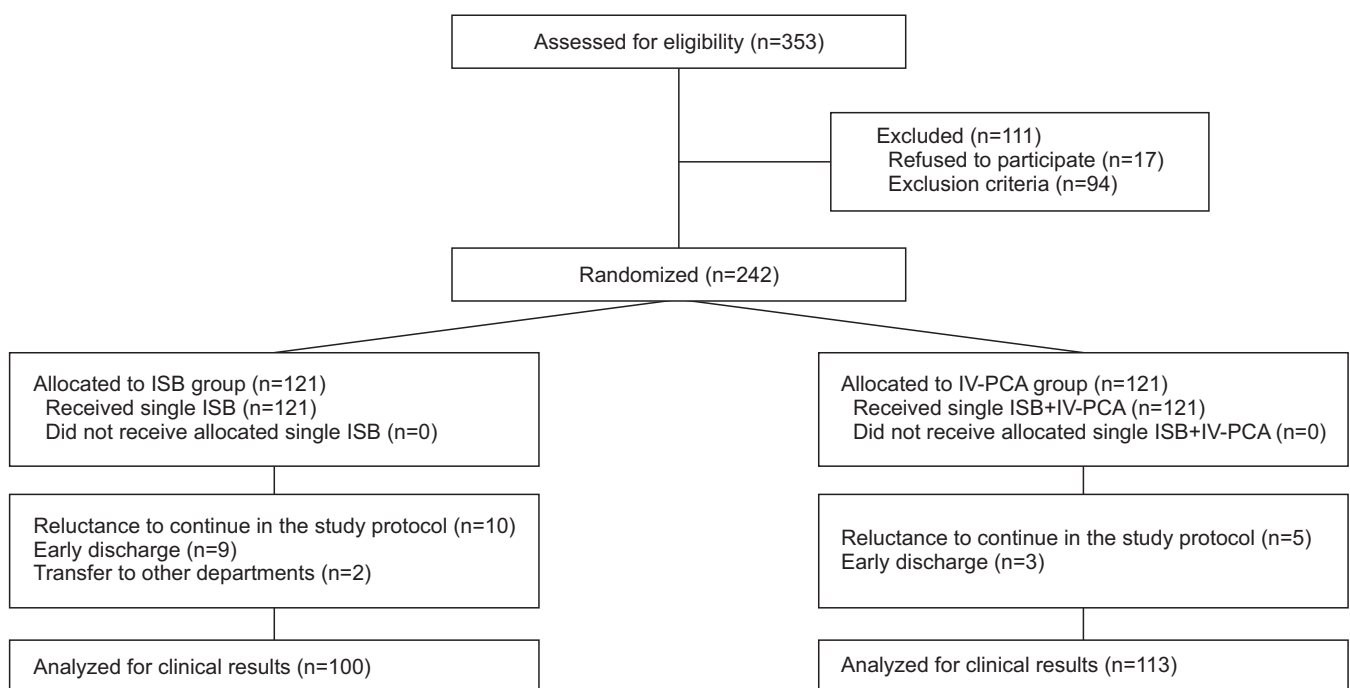 Assessed for eligibility (n=353)
Excluded (n=111)
Refused to participate (n=17)
Exclusion criteria (n=94)
Randomized (n=242)
Allocated to ISB group (n=121)
Received single ISB (n=121)
Did not receive allocated single ISB (n=0)
Allocated to IV-PCA group (n=121)
Received single ISB+IV-PCA (n=121)
Did not receive allocated single ISB+IV-PCA (n=0)
Reluctance to continue in the study protocol (n=10)
Early discharge (n=9)
Transfer to other departments (n=2)
Reluctance to continue in the study protocol (n=5)
Early discharge (n=3)
Analyzed for clinical results (n=100)
Analyzed for clinical results (n=113)